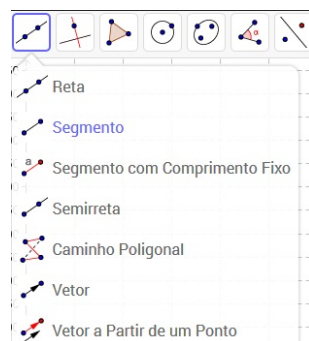 α
Reta
Segmento
a
Segmento com Comprimento Fixo
Semirreta
Caminho Poligonal
Vetor
Vetor a Partir de um Ponto